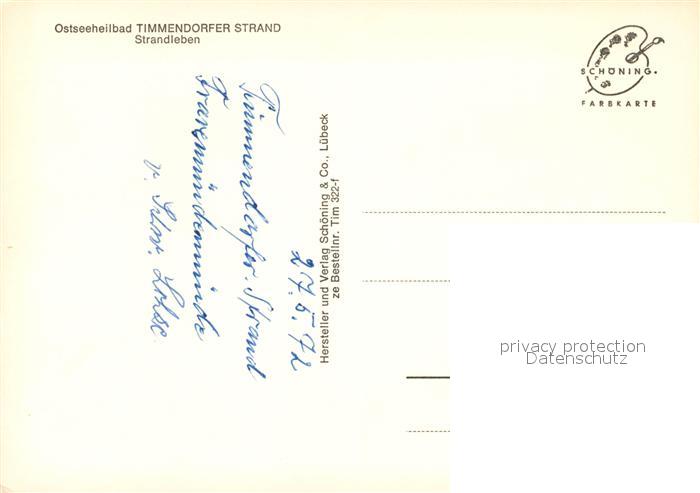 Ostseeheilbad TIMMENDORFER STRAND
Strandleben
SCHÖNING
FARBKARTE
Hersteller und Verlag Schöning & Co., Lübeck
ze Bestellnr. Tim 322-f
27.5.72
Timmendorfer. Strand
Travemündemünde
v.
privacy protection
Datenschutz